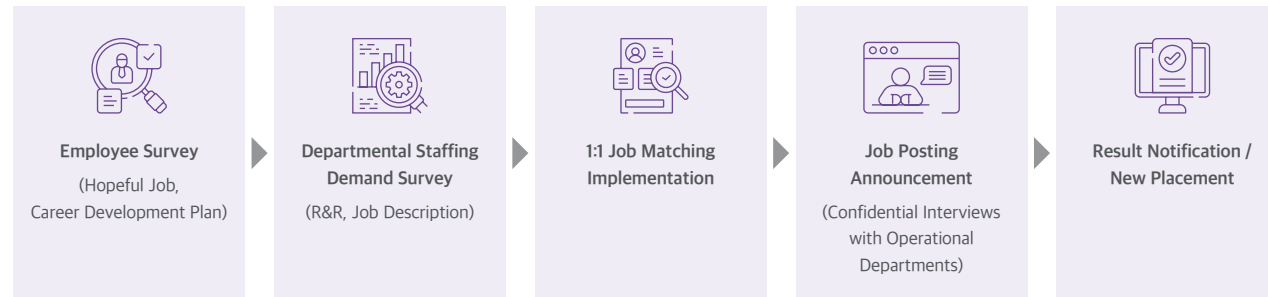 Employee Survey
(Hopeful Job,
Career Development Plan)
Departmental Staffing
Demand Survey
(R&R, Job Description)
1:1 Job Matching
Implementation
Job Posting
Announcement
(Confidential Interviews
with Operational
Departments)
Result Notification /
New Placement